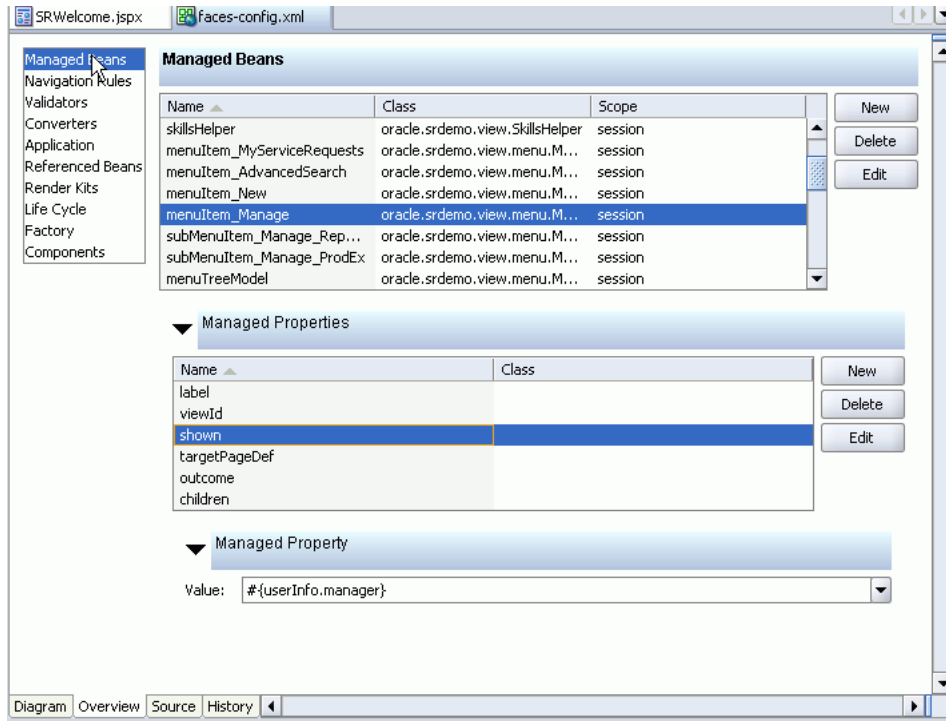 SRWelcome.jspx faces-config.xml
Managed Beans
Navigation Rules
Validators
Converters
Application
Referenced Beans
Render Kits
Life Cycle
Factory
Components
Managed Beans
Name Class Scope
skillsHelper oracle.srdemo.view.SkillsHelper session
menuItem_MyServiceRequests oracle.srdemo.view.menu.M... session
menuItem_AdvancedSearch oracle.srdemo.view.menu.M... session
menuItem_New oracle.srdemo.view.menu.M... session
menuItem_Manage oracle.srdemo.view.menu.M... session
subMenuItem_Manage_Rep... oracle.srdemo.view.menu.M... session
subMenuItem_Manage_ProdEx oracle.srdemo.view.menu.M... session
menuTreeModel oracle.srdemo.view.menu.M... session
New
Delete
Edit
Managed Properties
Name Class
label
viewId
shown
targetPageDef
outcome
children
New
Delete
Edit
Managed Property
Value: #{userInfo.manager}
Diagram Overview Source History